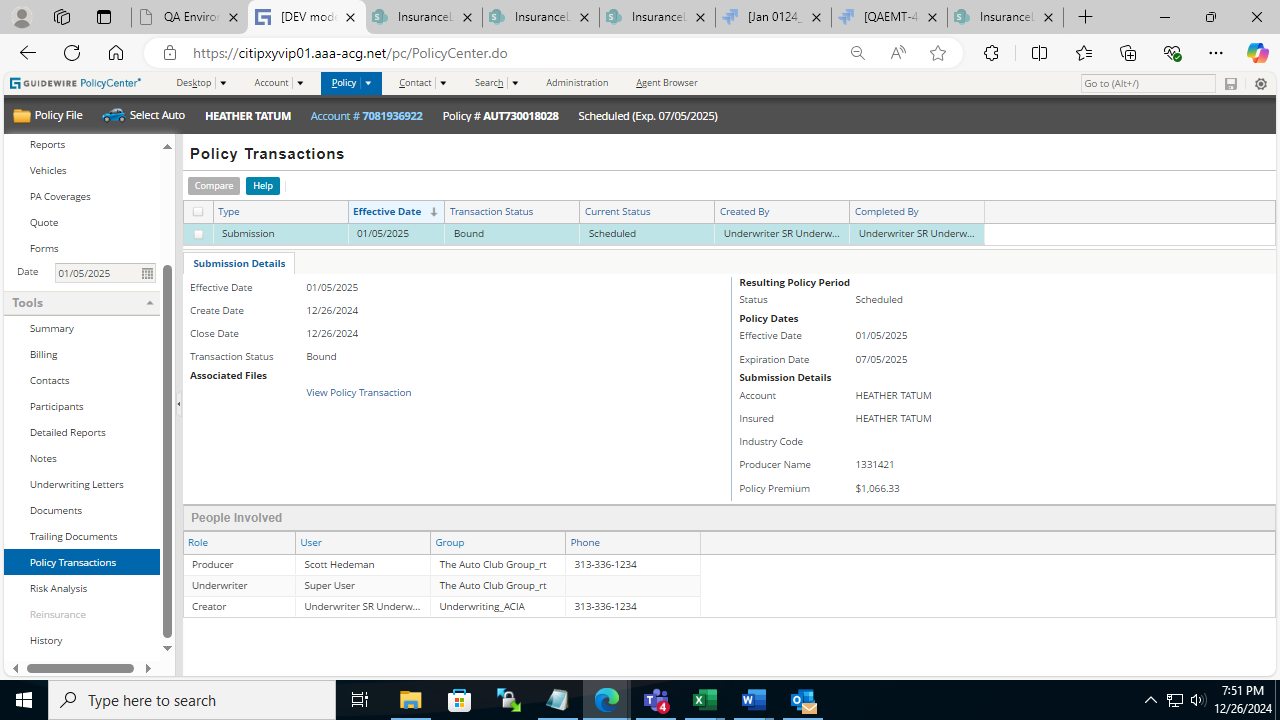 QA Environ
[DEV mode
InsuranceL
InsuranceL
InsuranceL
[Jan 0124_
[QAEMT-4
InsuranceL
https://citipxyvip01.aaa-acg.net/pc/PolicyCenter.do
GUIDEWIRE PolicyCenter
Desktop
Account
Policy
Contact
Search
Administration
Agent Browser
Go to (Alt+/)
Policy File
Select Auto
HEATHER TATUM
Account # 7081936922
Policy # AUT730018028
Scheduled (Exp. 07/05/2025)
Reports
Vehicles
PA Coverages
Quote
Forms
Date 01/05/2025
Tools
Summary
Billing
Contacts
Participants
Detailed Reports
Notes
Underwriting Letters
Documents
Trailing Documents
Policy Transactions
Risk Analysis
Reinsurance
History
Policy Transactions
Compare Help
Type Effective Date Transaction Status Current Status Created By Completed By
Submission 01/05/2025 Bound Scheduled Underwriter SR Underw... Underwriter SR Underw...
Submission Details
Effective Date 01/05/2025
Create Date 12/26/2024
Close Date 12/26/2024
Transaction Status Bound
Associated Files
View Policy Transaction
Resulting Policy Period
Status Scheduled
Policy Dates
Effective Date 01/05/2025
Expiration Date 07/05/2025
Submission Details
Account HEATHER TATUM
Insured HEATHER TATUM
Industry Code
Producer Name 1331421
Policy Premium $1,066.33
People Involved
Role User Group Phone
Producer Scott Hedeman The Auto Club Group_rt 313-336-1234
Underwriter Super User The Auto Club Group_rt
Creator Underwriter SR Underw... Underwriting_ACIA 313-336-1234
Type here to search
4
7:51 PM
12/26/2024